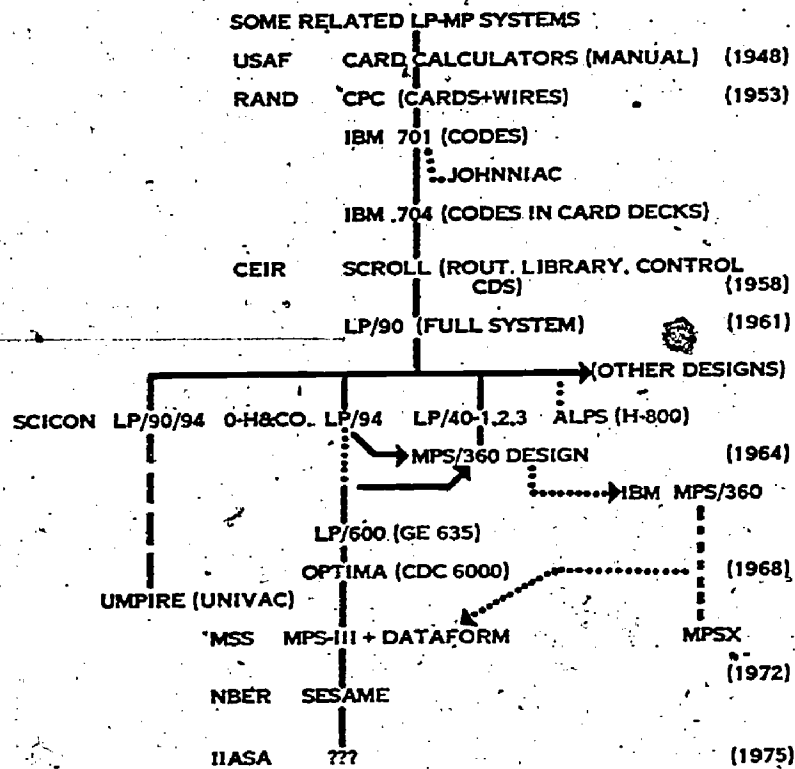 SOME RELATED LP-MP SYSTEMS
USAF CARD CALCULATORS (MANUAL) (1948)
RAND CPC (CARDS+WIRES) (1953)
IBM 701 (CODES)
JOHNNIAC
IBM 704 (CODES IN CARD DECKS)
CEIR SCROLL (ROUT. LIBRARY, CONTROL
CDS) (1958)
LP/90 (FULL SYSTEM) (1961)
(OTHER DESIGNS)
SCICON LP/90/94 O-H&CO. LP/94 LP/40-1,2,3 ALPS (H-800)
MPS/360 DESIGN (1964)
IBM MPS/360
LP/600 (GE 635)
OPTIMA (CDC 6000) (1968)
UMPIRE (UNIVAC)
MSS MPS-III + DATAFORM MPSX
(1972)
NBER SESAME
IIASA ??? (1975)